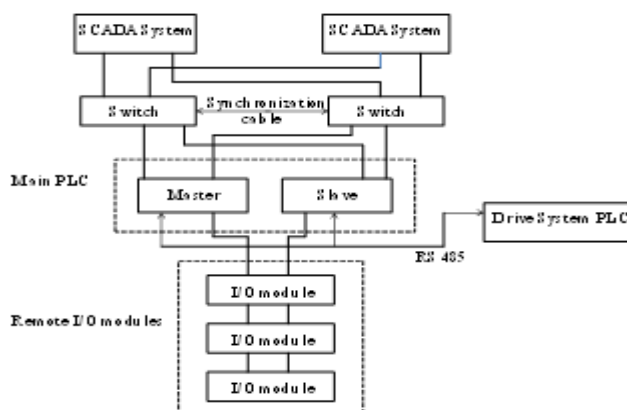 SCADA System
SCADA System
Switch
Synchronization
cable
Switch
Main PLC
Master
Slave
Drive System PLC
RS 485
I/O module
Remote I/O modules
I/O module
I/O module